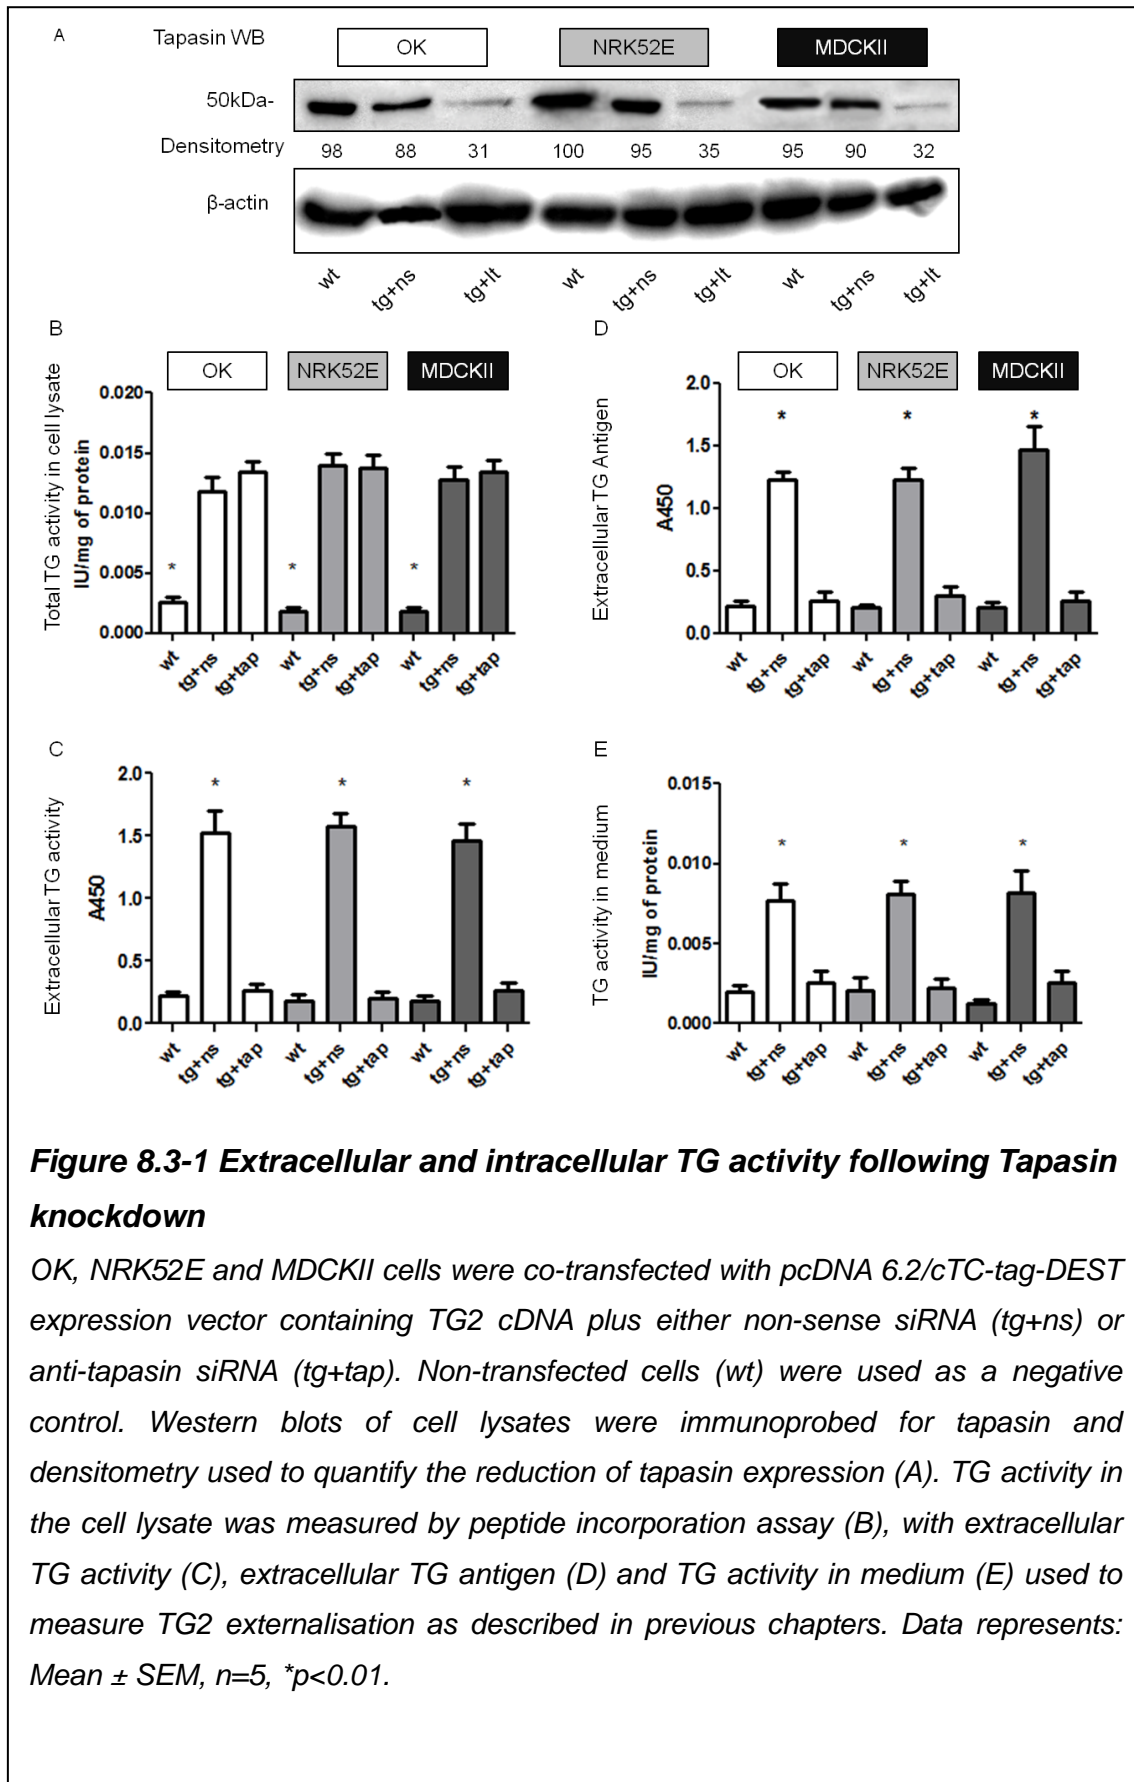 A Tapasin WB OK NRK52E MDCKII
50kDa-
Densitometry 98 88 31 100 95 35 95 90 32
β-actin
wt tg+ns tg+lt wt tg+ns tg+lt wt tg+ns tg+lt
B
OK NRK52E MDCKII
Total TG activity in cell lysate
IU/mg of protein
0.020
0.015
0.010
0.005
0.000
* * *
wt tg+ns tg+tap wt tg+ns tg+tap wt tg+ns tg+tap
D
OK NRK52E MDCKII
Extracellular TG Antigen
A450
2.0
1.5
1.0
0.5
0.0
* * *
wt tg+ns tg+tap wt tg+ns tg+tap wt tg+ns tg+tap
C
Extracellular TG activity
A450
2.0
1.5
1.0
0.5
0.0
* * *
wt tg+ns tg+tap wt tg+ns tg+tap wt tg+ns tg+tap
E
TG activity in medium
IU/mg of protein
0.015
0.010
0.005
0.000
* * *
wt tg+ns tg+tap wt tg+ns tg+tap wt tg+ns tg+tap
Figure 8.3-1 Extracellular and intracellular TG activity following Tapasin
knockdown
OK, NRK52E and MDCKII cells were co-transfected with pcDNA 6.2/cTC-tag-DEST
expression vector containing TG2 cDNA plus either non-sense siRNA (tg+ns) or
anti-tapasin siRNA (tg+tap). Non-transfected cells (wt) were used as a negative
control. Western blots of cell lysates were immunoprobed for tapasin and
densitometry used to quantify the reduction of tapasin expression (A). TG activity in
the cell lysate was measured by peptide incorporation assay (B), with extracellular
TG activity (C), extracellular TG antigen (D) and TG activity in medium (E) used to
measure TG2 externalisation as described in previous chapters. Data represents:
Mean ± SEM, n=5, *p<0.01.